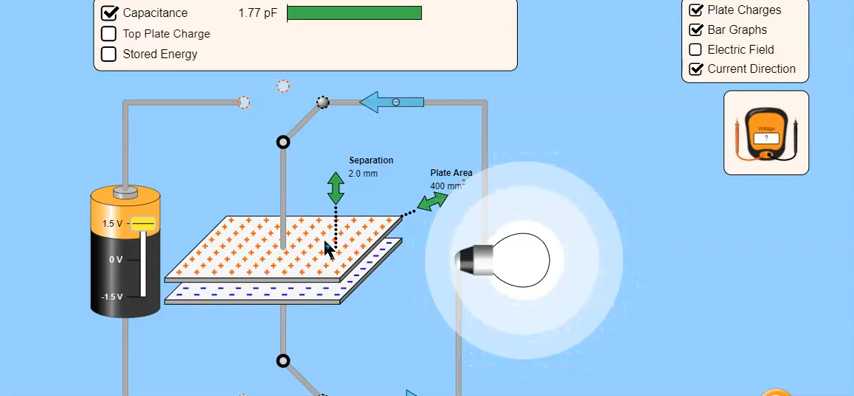 Capacitance 1.77 pF
Top Plate Charge
Stored Energy
Plate Charges
Bar Graphs
Electric Field
Current Direction
Voltage
?
Separation
2.0 mm
Plate Area
400 mm²
1.5 V
0 V
-1.5 V